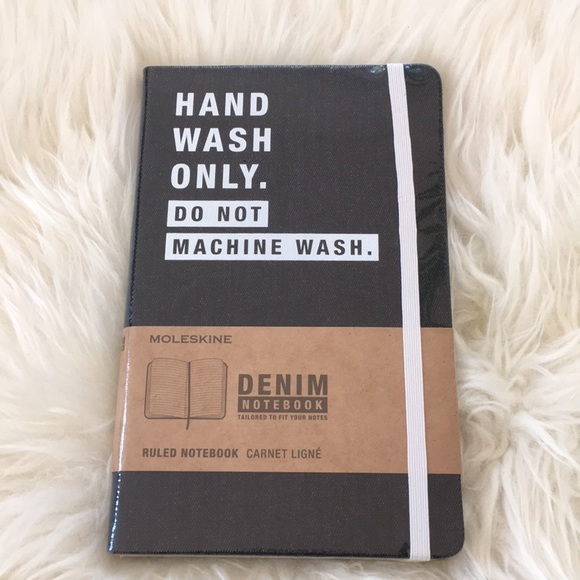 HAND
WASH
ONLY.
DO NOT
MACHINE WASH.
MOLESKINE
DENIM
NOTEBOOK
TAILORED TO FIT YOUR NOTES
RULED NOTEBOOK CARNET LIGNÉ